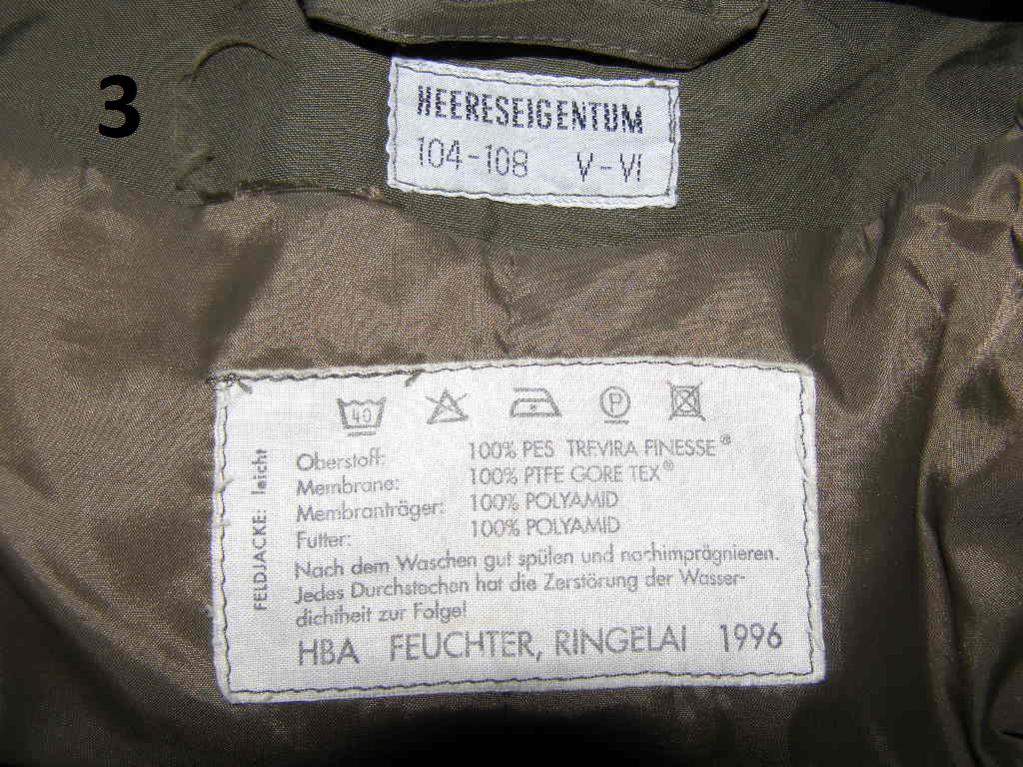 3
HEERESEIGENTUM
104-108 V-VI
40 P
FELDJACKE: leicht
Oberstoff: 100% PES TREVIRA FINESSE®
Membrane: 100% PTFE GORE TEX®
Membranträger: 100% POLYAMID
Futter: 100% POLYAMID
Nach dem Waschen gut spülen und nachimprägnieren.
Jedes Durchstechen hat die Zerstörung der Wasser-
dichtheit zur Folge!
HBA FEUCHTER, RINGELAI 1996